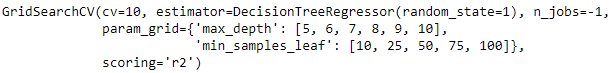 GridSearchCV(cv=10, estimator=DecisionTreeRegressor(random_state=1), n_jobs=-1,
             param_grid={'max_depth': [5, 6, 7, 8, 9, 10],
                         'min_samples_leaf': [10, 25, 50, 75, 100]},
             scoring='r2')